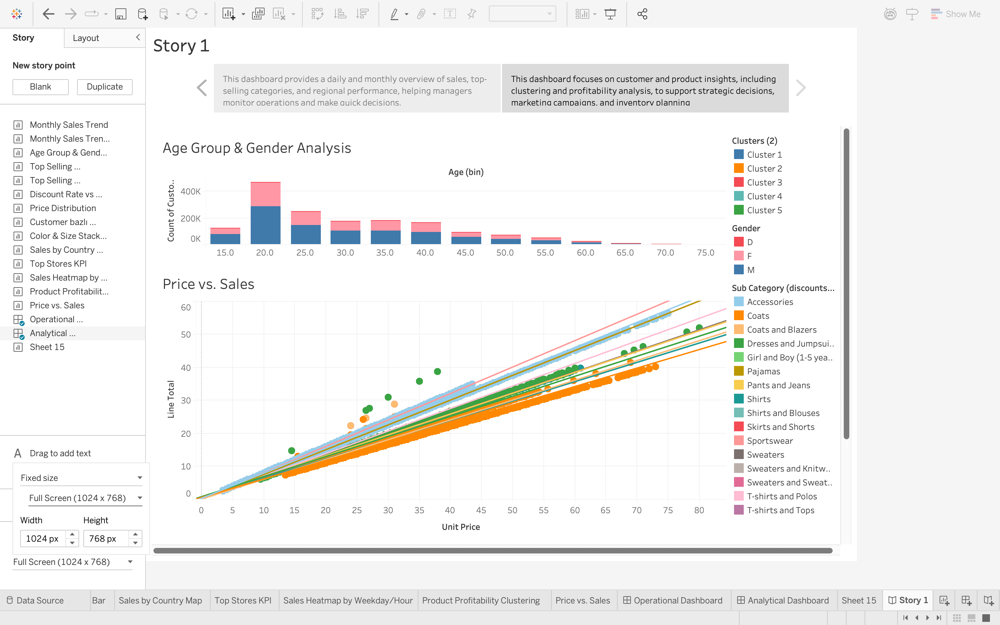 Show Me
Story
Layout
New story point
Blank
Duplicate
Monthly Sales Trend
Monthly Sales Tren...
Age Group & Gend...
Top Selling ...
Top Selling ...
Discount Rate vs ...
Price Distribution
Customer bazlı ...
Color & Size Stack...
Sales by Country ...
Top Stores KPI
Sales Heatmap by ...
Product Profitabilit...
Price vs. Sales
Operational ...
Analytical ...
Sheet 15
A Drag to add text
Fixed size
Full Screen (1024 x 768)
Width Height
1024 px 768 px
Full Screen (1024 x 768)
Story 1
This dashboard provides a daily and monthly overview of sales, top-
selling categories, and regional performance, helping managers
monitor operations and make quick decisions.
This dashboard focuses on customer and product insights, including
clustering and profitability analysis, to support strategic decisions,
marketing campaigns, and inventory planning
Age Group & Gender Analysis
Age (bin)
Count of Custo..
400K
200K
0K
15.0 20.0 25.0 30.0 35.0 40.0 45.0 50.0 55.0 60.0 65.0 70.0 75.0
Price vs. Sales
Line Total
60
50
40
30
20
10
0
0 5 10 15 20 25 30 35 40 45 50 55 60 65 70 75 80
Unit Price
Clusters (2)
Cluster 1
Cluster 2
Cluster 3
Cluster 4
Cluster 5
Gender
D
F
M
Sub Category (discounts...
Accessories
Coats
Coats and Blazers
Dresses and Jumpsui..
Girl and Boy (1-5 yea..
Pajamas
Pants and Jeans
Shirts
Shirts and Blouses
Skirts and Shorts
Sportswear
Sweaters
Sweaters and Knitw..
Sweaters and Sweat..
T-shirts and Polos
T-shirts and Tops
Data Source
Bar
Sales by Country Map
Top Stores KPI
Sales Heatmap by Weekday/Hour
Product Profitability Clustering
Price vs. Sales
Operational Dashboard
Analytical Dashboard
Sheet 15
Story 1